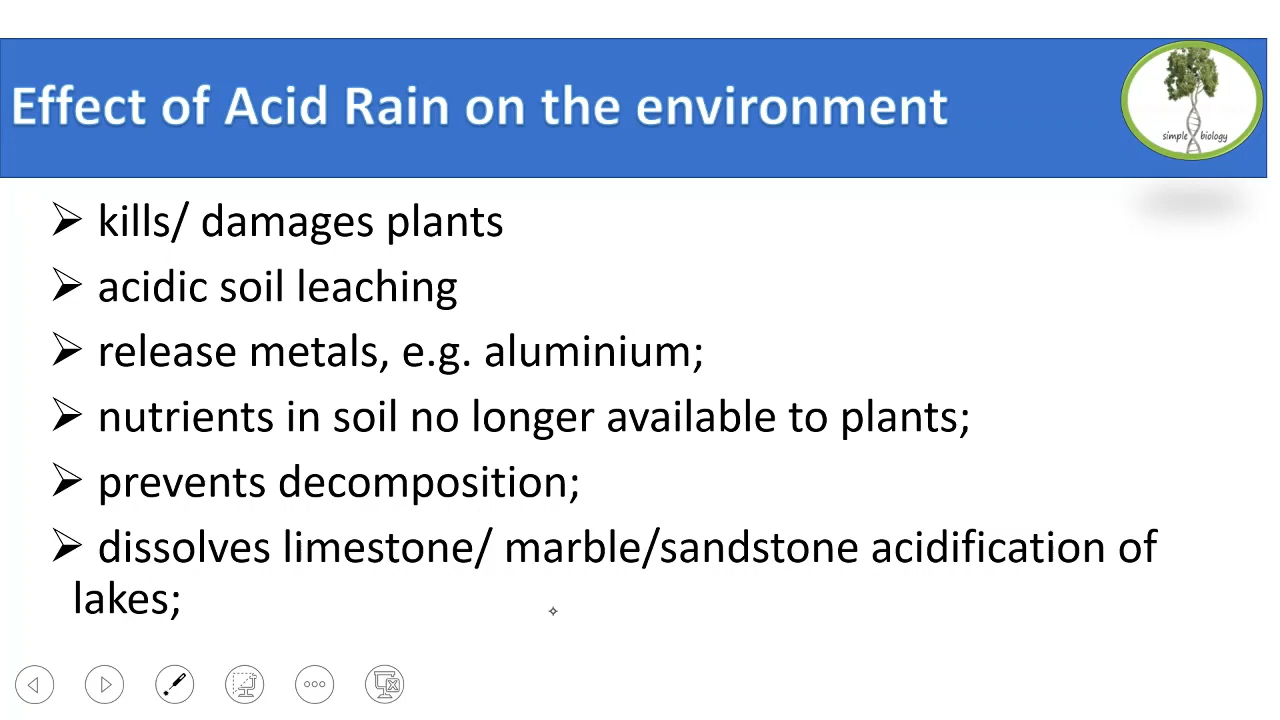 Effect of Acid Rain on the environment
simple biology
➢ kills/ damages plants
➢ acidic soil leaching
➢ release metals, e.g. aluminium;
➢ nutrients in soil no longer available to plants;
➢ prevents decomposition;
➢ dissolves limestone/ marble/sandstone acidification of
lakes;